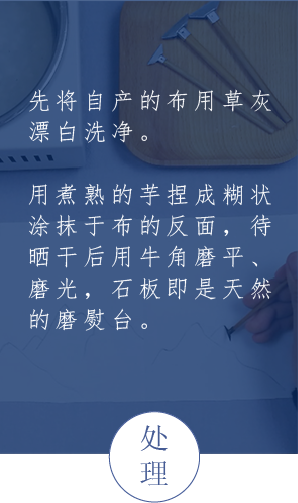 先将自产的布用草灰
漂白洗净。
用煮熟的芋捏成糊状
涂抹于布的反面，待
晒干后用牛角磨平、
磨光，石板即是天然
的磨熨台。
处
理